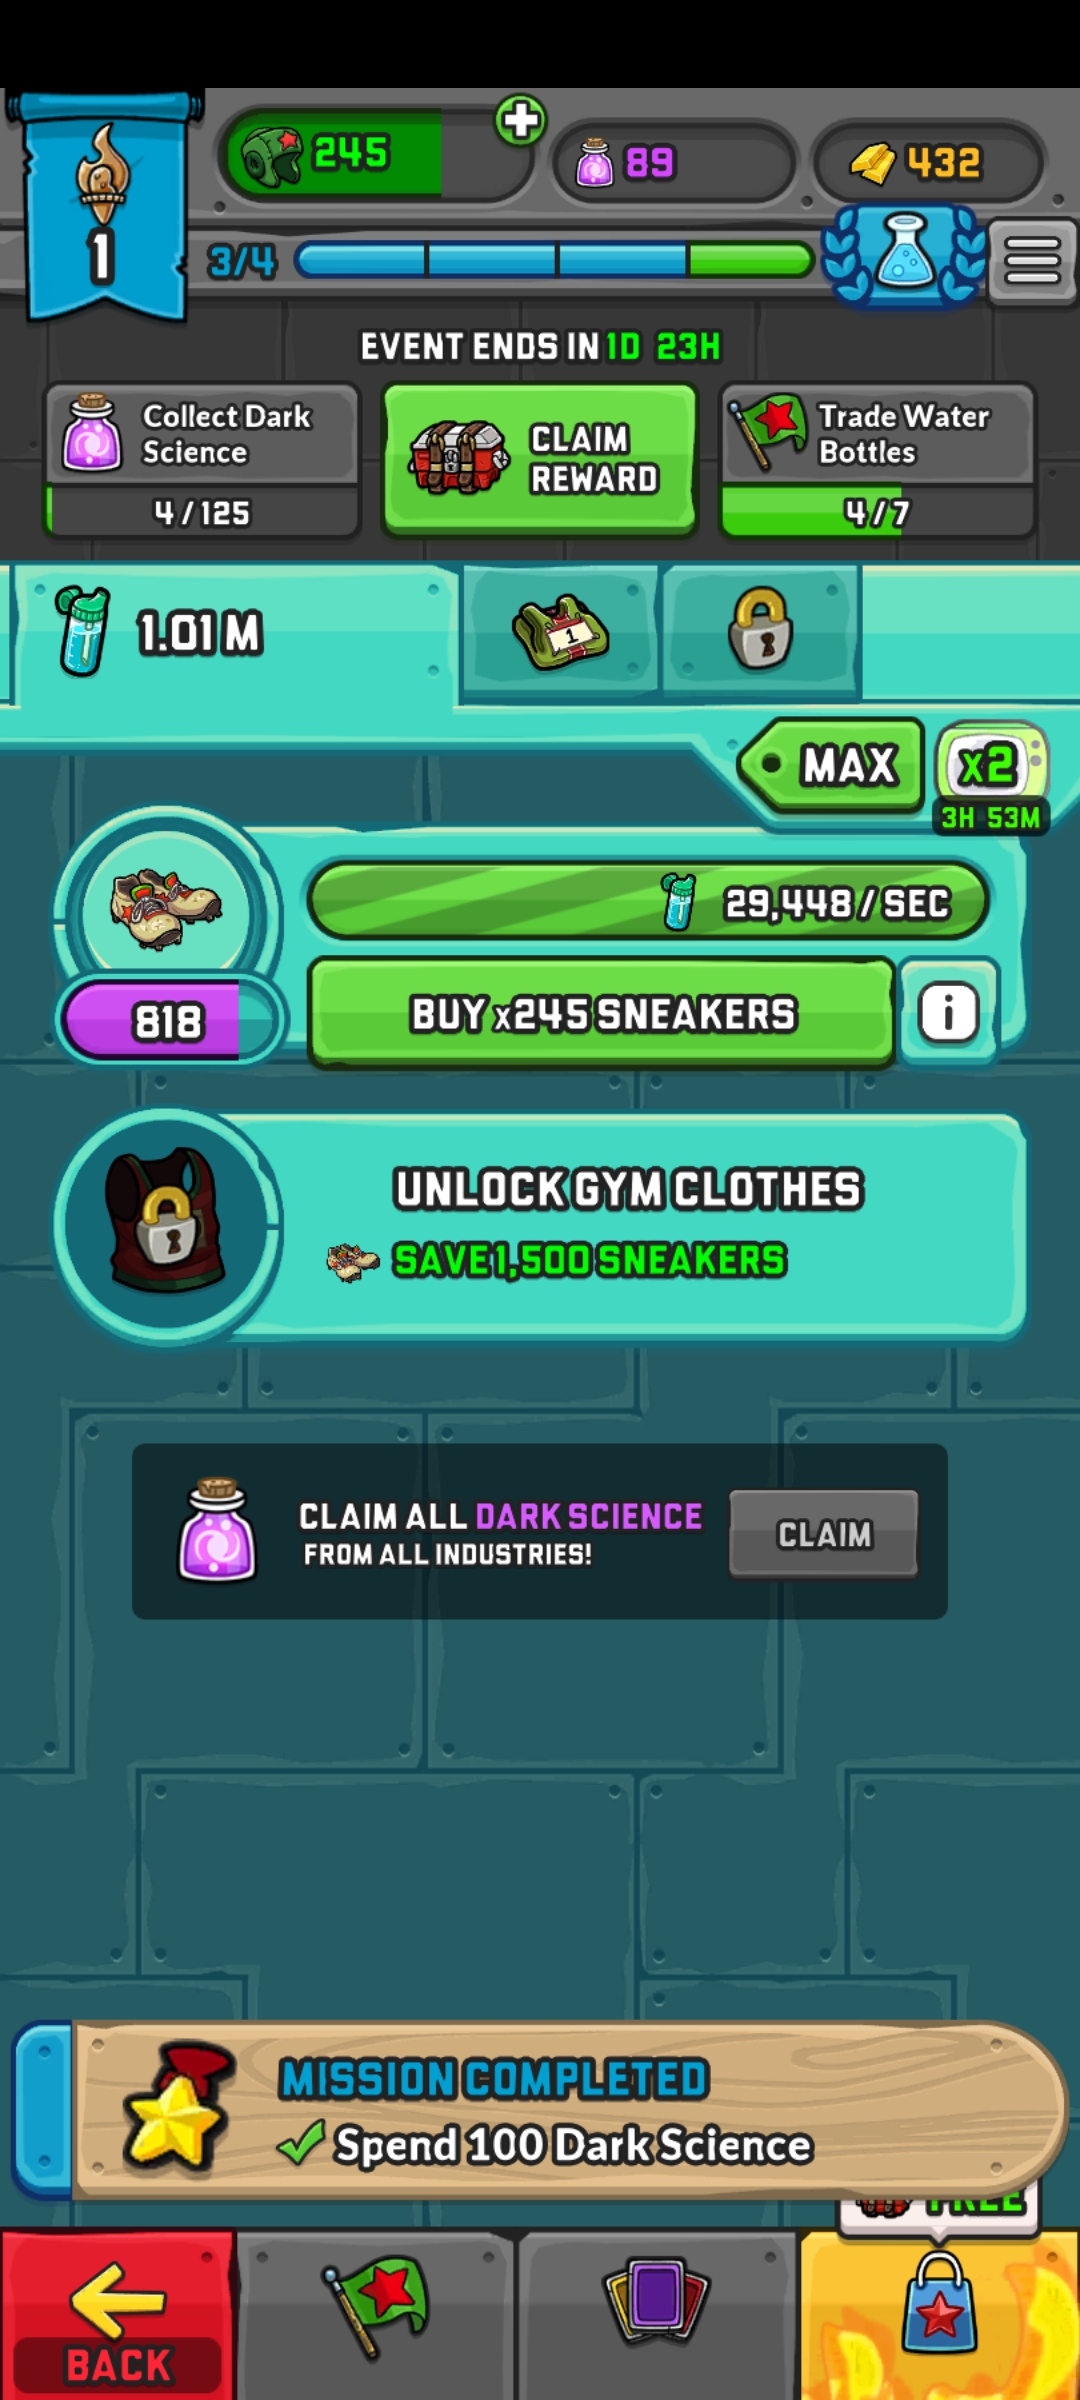 245
89
432
1
3/4
EVENT ENDS IN 1D 23H
Collect Dark
Science
4/125
CLAIM
REWARD
Trade Water
Bottles
4/7
1.01 M
1
MAX
x2
3H 53M
29,448/SEC
818
BUY x245 SNEAKERS
i
UNLOCK GYM CLOTHES
SAVE 1,500 SNEAKERS
CLAIM ALL DARK SCIENCE
FROM ALL INDUSTRIES!
CLAIM
MISSION COMPLETED
Spend 100 Dark Science
FREE
BACK